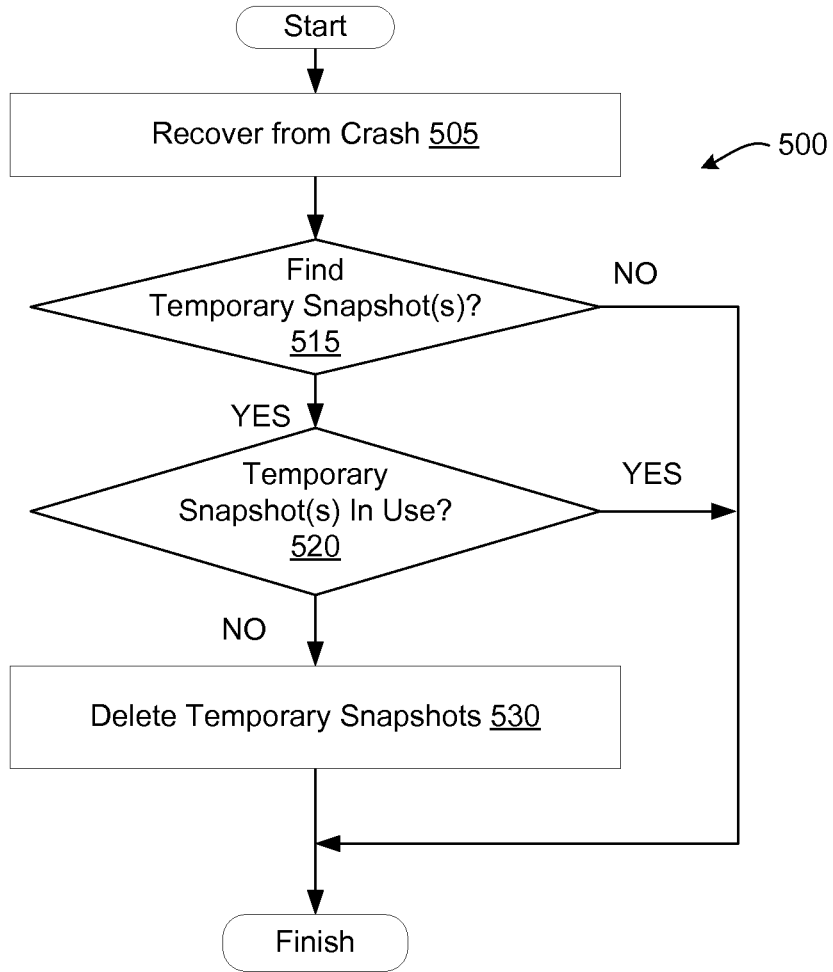 Start
Recover from Crash 505
500
Find
Temporary Snapshot(s)?
515
NO
YES
Temporary
Snapshot(s) In Use?
520
YES
NO
Delete Temporary Snapshots 530
Finish